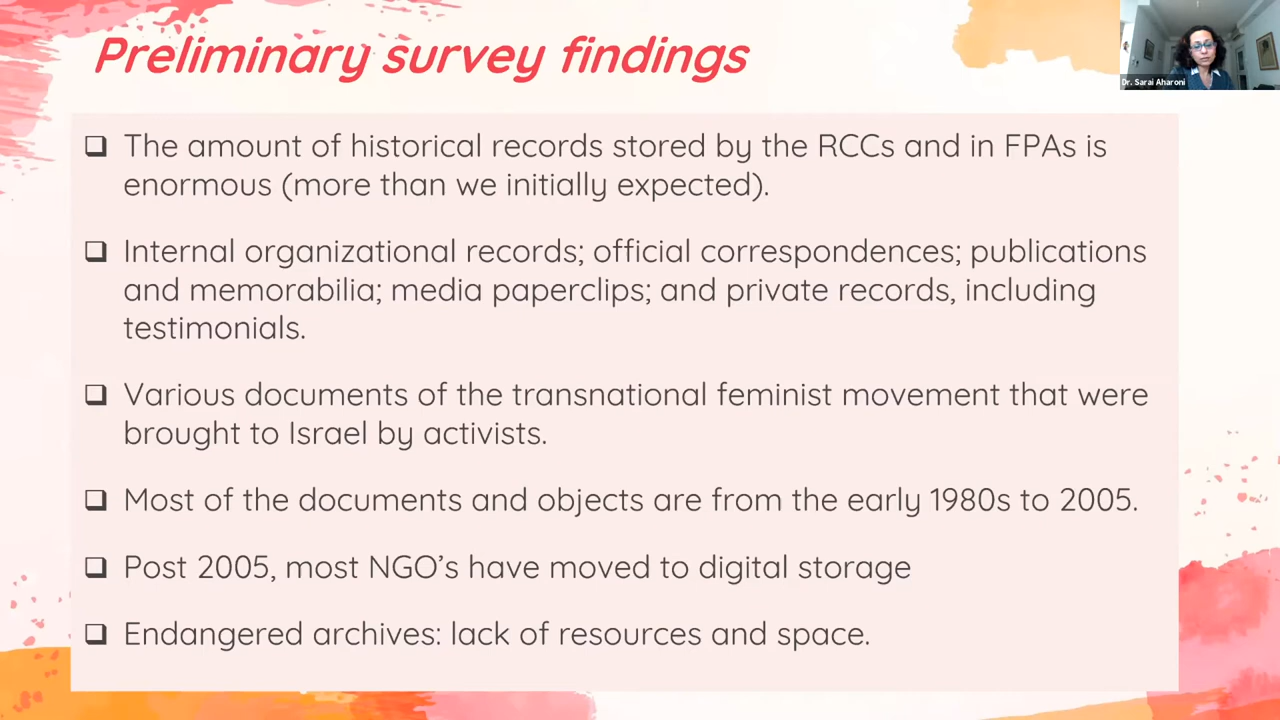 Preliminary survey findings
Dr. Sarai Aharoni
The amount of historical records stored by the RCCs and in FPAs is
enormous (more than we initially expected).
Internal organizational records; official correspondences; publications
and memorabilia; media paperclips; and private records, including
testimonials.
Various documents of the transnational feminist movement that were
brought to Israel by activists.
Most of the documents and objects are from the early 1980s to 2005.
Post 2005, most NGO’s have moved to digital storage
Endangered archives: lack of resources and space.